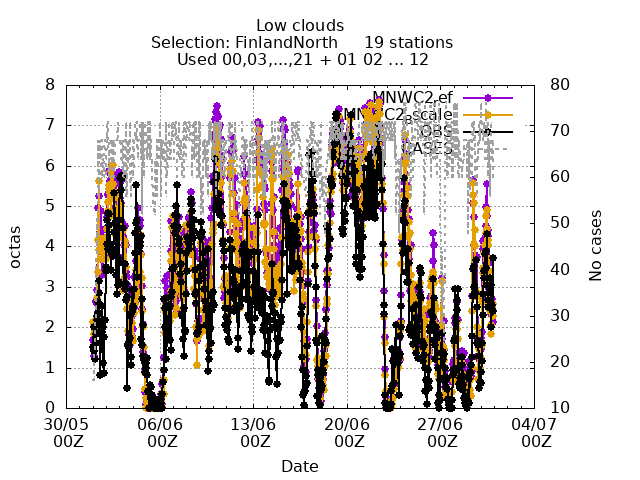 Low clouds
Selection: FinlandNorth 19 stations
Used 00,03,...,21 + 01 02 ... 12
8 80
7 70
6 60
5 50
4 40
3 30
2
1 20
0 10
octas
No cases
MNWC2
OBS
30/05 06/06 13/06 20/06 27/06 04/07
00Z 00Z 00Z 00Z 00Z 00Z
Date